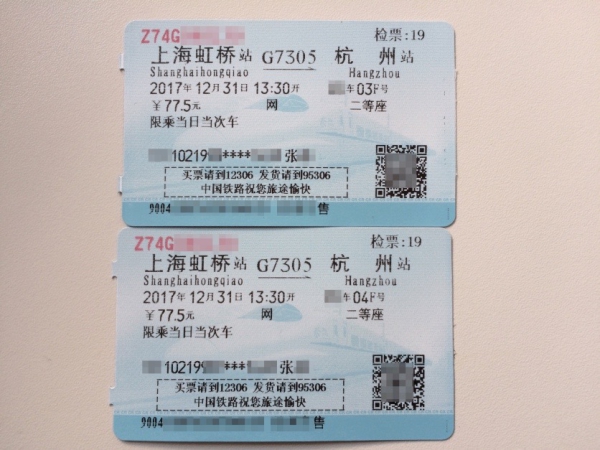 Z74G 检票:19
上海虹桥站 G7305 杭州站
Shanghaihongqiao Hangzhou
2017年12月31日 13:30开 车03F号
￥77.5元 网 二等座
限乘当日当次车
10219 **** 张
买票请到12306 发货请到95306
中国铁路祝您旅途愉快
9004 售
Z74G 检票:19
上海虹桥站 G7305 杭州站
Shanghaihongqiao Hangzhou
2017年12月31日 13:30开 车04F号
￥77.5元 网 二等座
限乘当日当次车
10219 *** 张
买票请到12306 发货请到95306
中国铁路祝您旅途愉快
9004 售